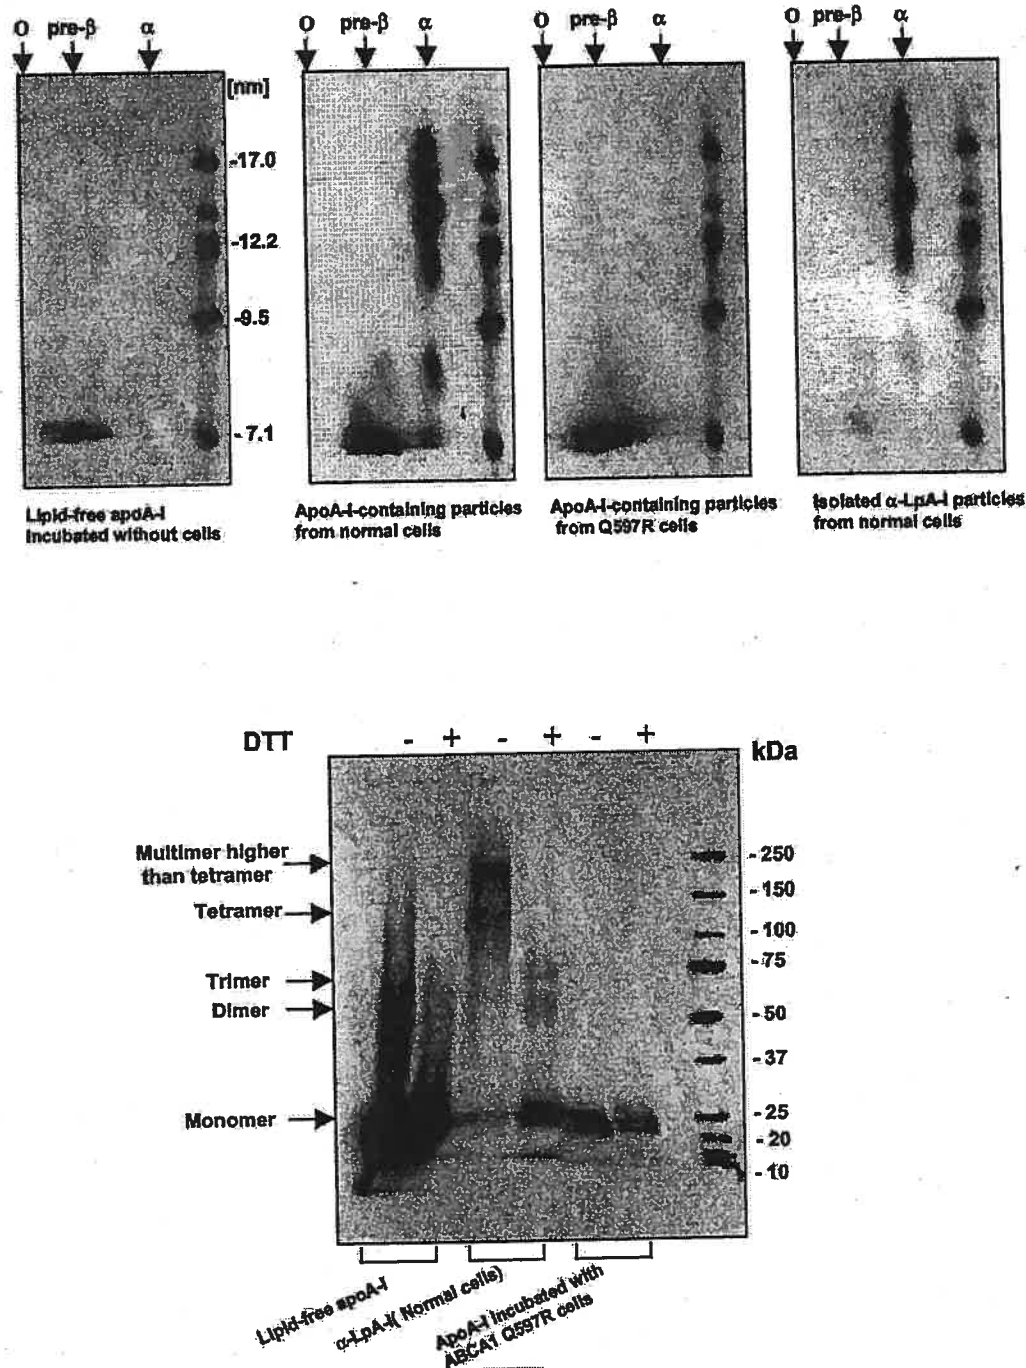 O pre-β α
O pre-β α
O pre-β α
O pre-β α
[nm]
-17.0
-12.2
-9.5
-7.1
Lipid-free apoA-I
Incubated without cells
ApoA-I-containing particles
from normal cells
ApoA-I-containing particles
from Q597R cells
Isolated α-LpA-I particles
from normal cells
DTT - + - + - +
kDa
Multimer higher
than tetramer
Tetramer
Trimer
Dimer
Monomer
-250
-150
-100
-75
-50
-37
-25
-20
-10
Lipid-free apoA-I
α-LpA-I( Normal cells)
ApoA-I Incubated with
ABCA1 Q597R cells